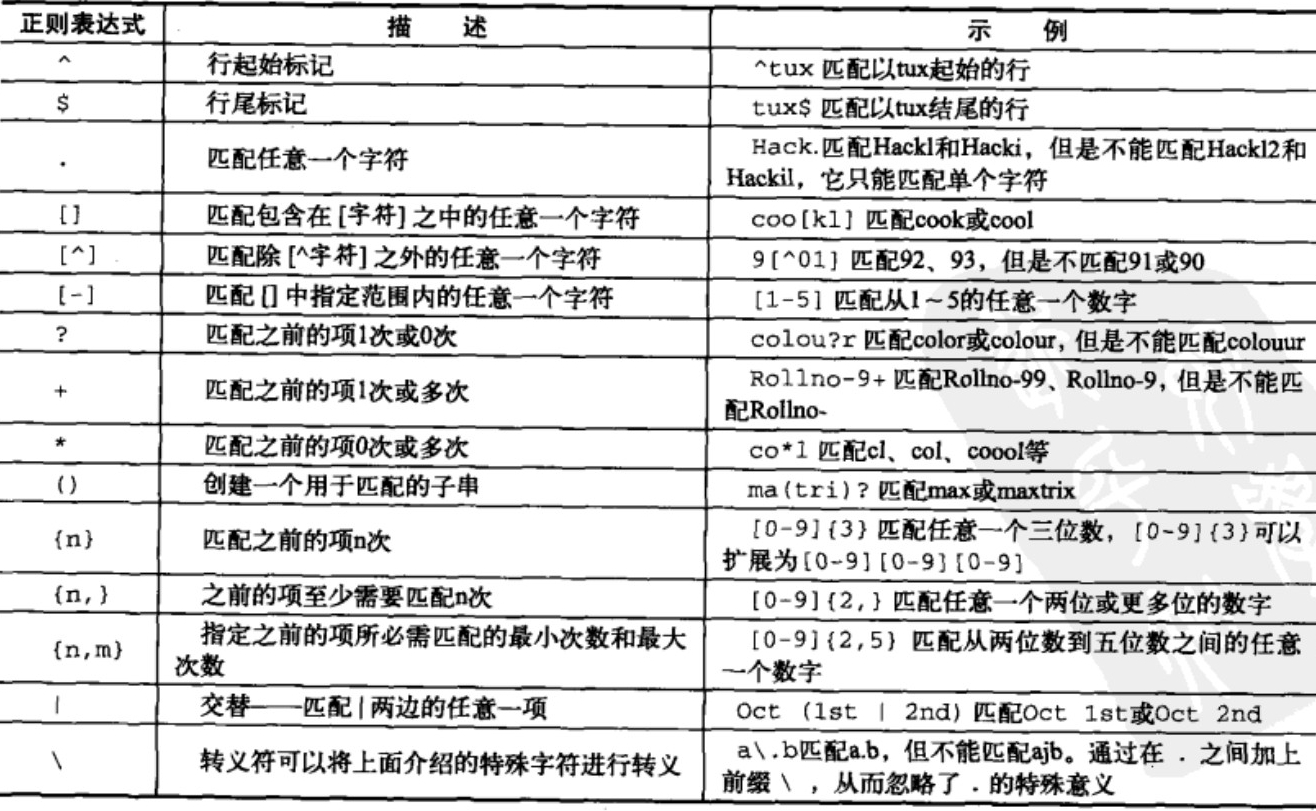 正则表达式 描 述 示 例
^ 行起始标记 ^tux 匹配以tux起始的行
$ 行尾标记 tux$ 匹配以tux结尾的行
. 匹配任意一个字符 Hack.匹配Hackl和Hacki，但是不能匹配Hackl2和
Hackil，它只能匹配单个字符
[] 匹配包含在 [字符] 之中的任意一个字符 coo[kl] 匹配cook或cool
[^] 匹配除 [^字符] 之外的任意一个字符 9[^01] 匹配92、93，但是不匹配91或90
[-] 匹配 [] 中指定范围内的任意一个字符 [1-5] 匹配从1～5的任意一个数字
? 匹配之前的项1次或0次 colou?r 匹配color或colour，但是不能匹配colouur
+ 匹配之前的项1次或多次 Rollno-9+ 匹配Rollno-99、Rollno-9，但是不能匹
配Rollno-
* 匹配之前的项0次或多次 co*l 匹配cl、col、coool等
() 创建一个用于匹配的子串 ma(tri)? 匹配max或maxtrix
{n} 匹配之前的项n次 [0-9]{3} 匹配任意一个三位数，[0-9]{3}可以
扩展为[0-9][0-9][0-9]
{n,} 之前的项至少需要匹配n次 [0-9]{2,} 匹配任意一个两位或更多位的数字
{n,m} 指定之前的项所必需匹配的最小次数和最大
次数 [0-9]{2,5} 匹配从两位数到五位数之间的任意
一个数字
| 交替——匹配 | 两边的任意一项 Oct (1st | 2nd) 匹配Oct 1st或Oct 2nd
\ 转义符可以将上面介绍的特殊字符进行转义 a\.b匹配a.b，但不能匹配ajb。通过在 . 之间加上
前缀 \ ，从而忽略了 . 的特殊意义